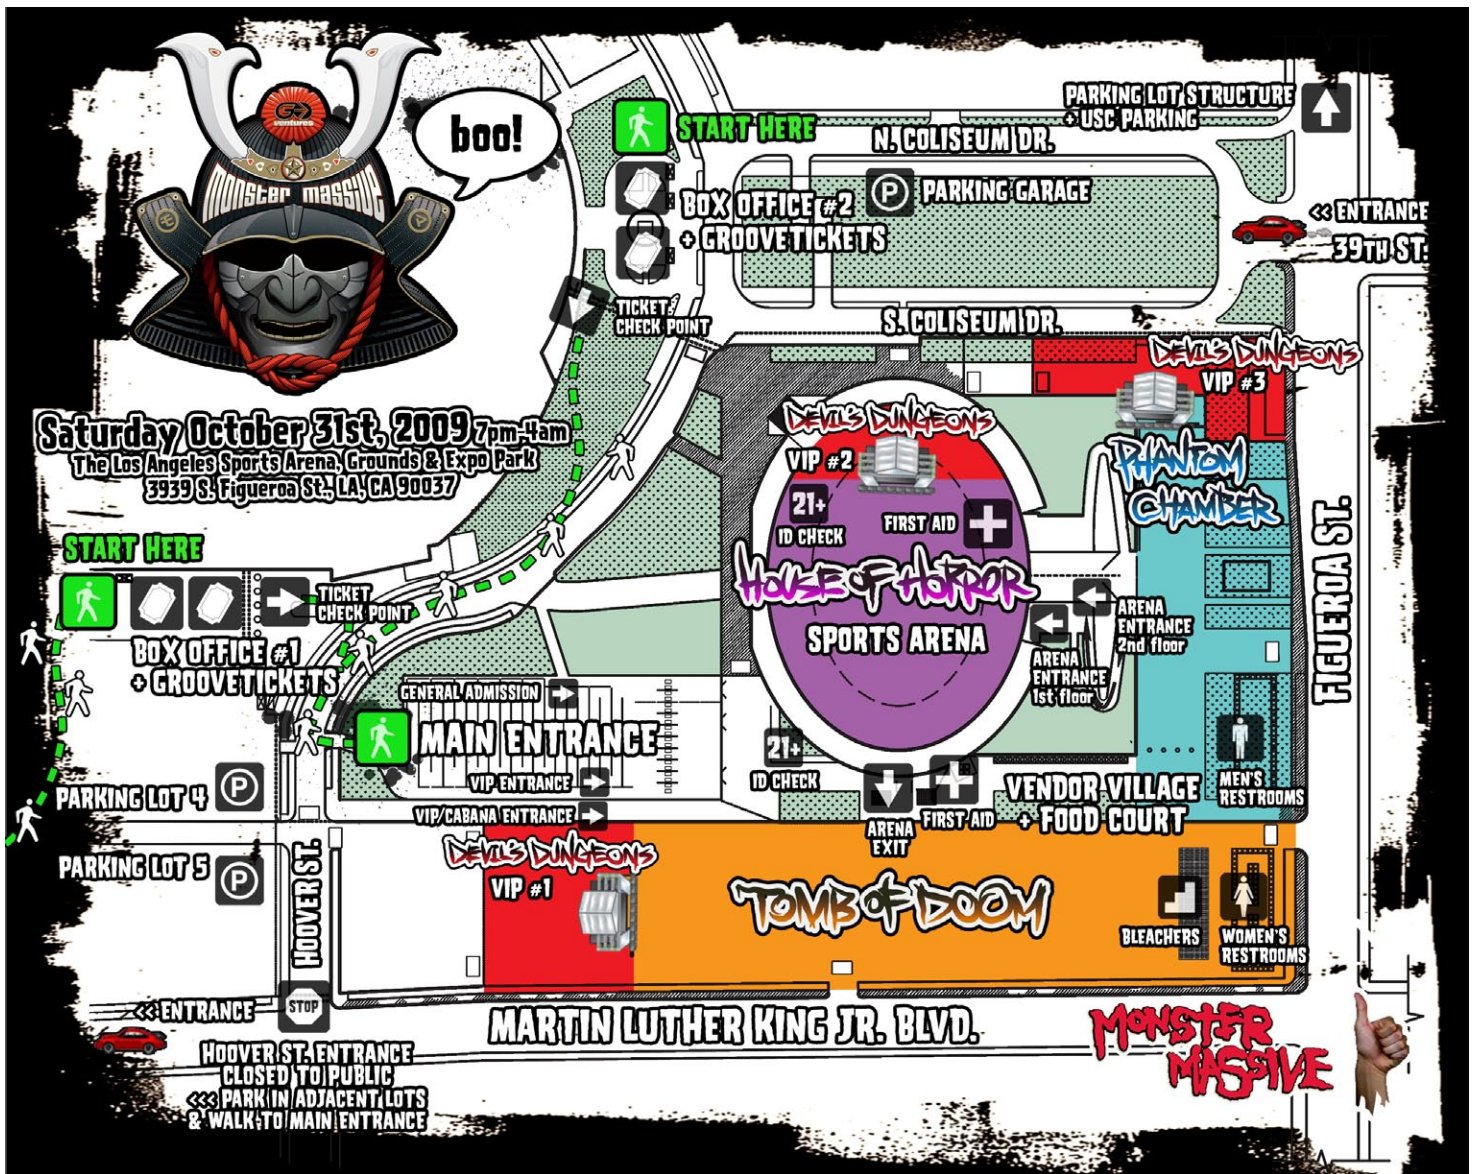 G
ventures
boo!
MONSTER MASSIVE
START HERE
PARKING LOT STRUCTURE
+ USC PARKING
N. COLISEUM DR.
P
PARKING GARAGE
BOX OFFICE #2
+ GROOVETICKETS
<< ENTRANCE
39TH ST.
TICKET
CHECK POINT
S. COLISEUM DR.
DEVIL'S DUNGEONS
VIP #3
Saturday October 31st, 2009 7pm-4am
The Los Angeles Sports Arena, Grounds & Expo Park
3939 S. Figueroa St., LA, CA 90037
DEVIL'S DUNGEONS
VIP #2
PHANTOM
CHAMBER
21+
ID CHECK
FIRST AID
HOUSE OF HORROR
SPORTS ARENA
FIGUEROA ST.
START HERE
TICKET
CHECK POINT
BOX OFFICE #1
+ GROOVETICKETS
ARENA
ENTRANCE
2nd floor
ARENA
ENTRANCE
1st floor
GENERAL ADMISSION
MAIN ENTRANCE
VIP ENTRANCE
VIP/CABANA ENTRANCE
21+
ID CHECK
ARENA
EXIT
FIRST AID
VENDOR VILLAGE
+ FOOD COURT
MEN'S
RESTROOMS
PARKING LOT 4
P
PARKING LOT 5
P
HOOVER ST.
DEVIL'S DUNGEONS
VIP #1
TOMB OF DOOM
BLEACHERS
WOMEN'S
RESTROOMS
<< ENTRANCE
STOP
MARTIN LUTHER KING JR. BLVD.
HOOVER ST. ENTRANCE
CLOSED TO PUBLIC
<<< PARK IN ADJACENT LOTS
& WALK TO MAIN ENTRANCE
MONSTER
MASSIVE